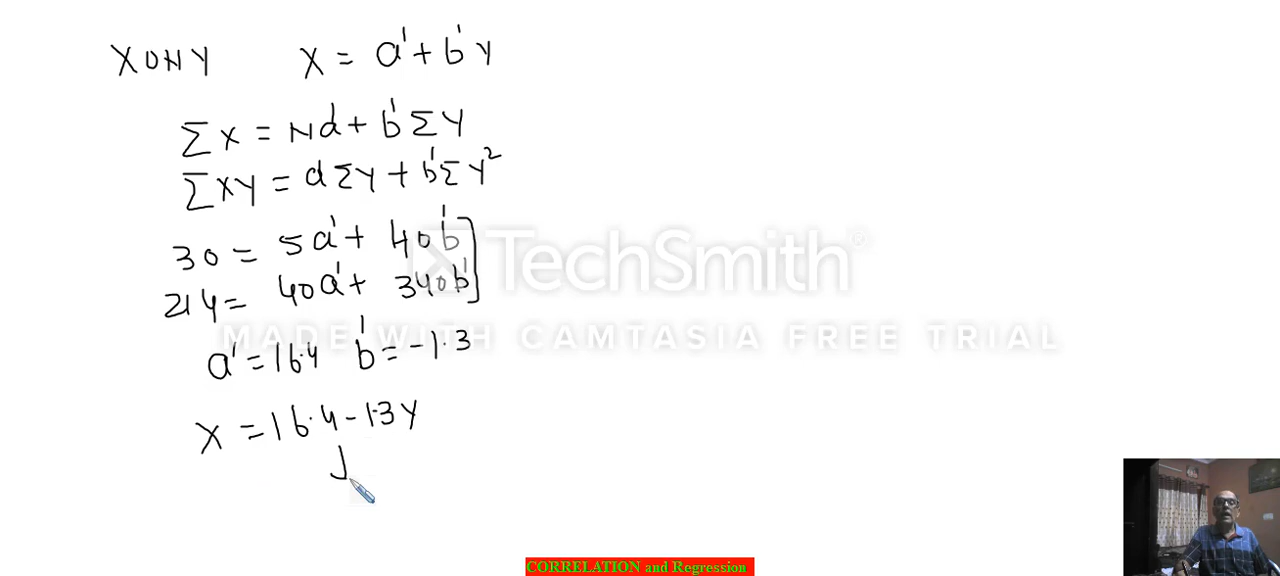 X ON Y X = a' + b'Y
ΣX = Na' + b'ΣY
ΣXY = a'ΣY + b'ΣY²
30 = 5a' + 40b'
214 = 40a' + 340b'
TechSmith®
MADE WITH CAMTASIA FREE TRIAL
a' = 16.4 b' = -1.3
X = 16.4 - 1.3Y
CORRELATION and Regression